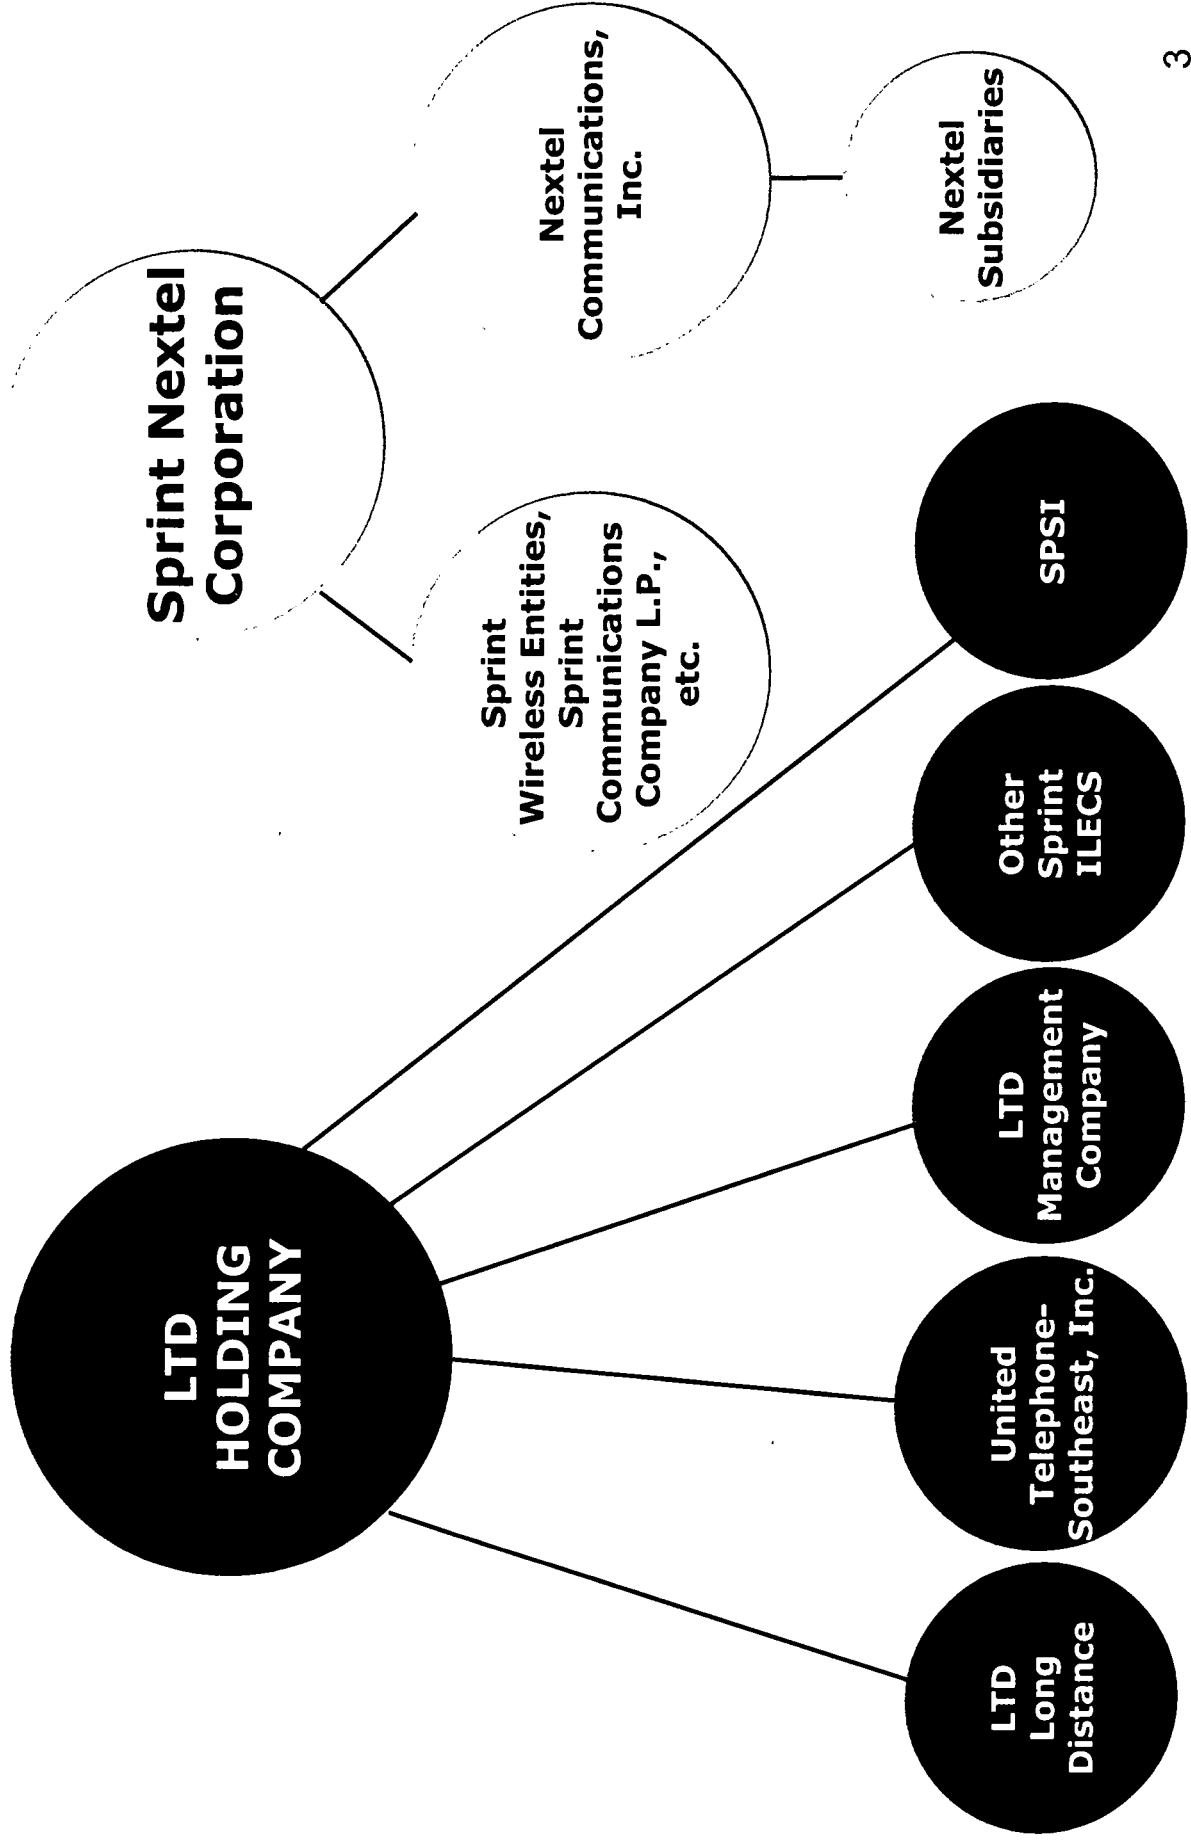 LTD
HOLDING
COMPANY
Sprint Nextel
Corporation
Sprint
Wireless Entities,
Sprint
Communications
Company L.P.,
etc.
Nextel
Communications,
Inc.
Nextel
Subsidiaries
LTD
Long
Distance
United
Telephone-
Southeast, Inc.
LTD
Management
Company
Other
Sprint
ILECS
SPSI
3